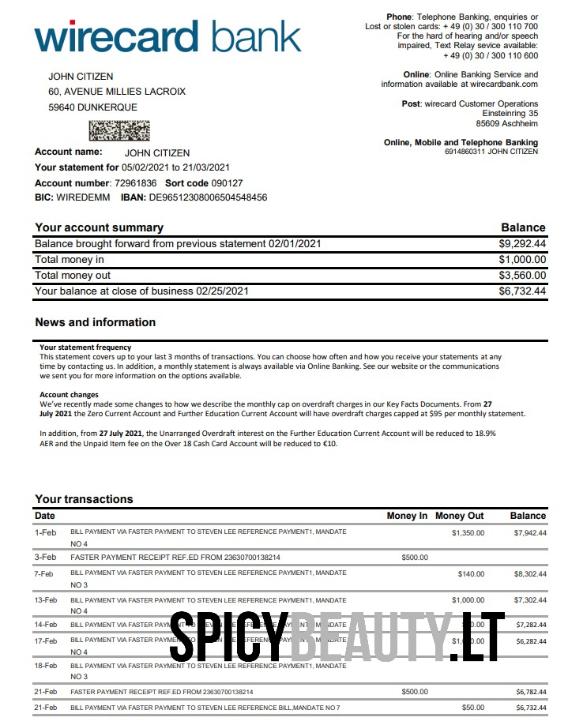 wirecard bank
Phone: Telephone Banking, enquiries or
Lost or stolen cards: + 49 (0) 30 / 300 110 700
For the hard of hearing and/or speech
impaired, Text Relay sevice available:
+ 49 (0) 30 / 300 110 600
Online: Online Banking Service and
information available at wirecardbank.com
Post: wirecard Customer Operations
Einsteinring 35
85609 Aschheim
Online, Mobile and Telephone Banking
6914860311 JOHN CITIZEN
JOHN CITIZEN
60, AVENUE MILLIES LACROIX
59640 DUNKERQUE
Account name: JOHN CITIZEN
Your statement for 05/02/2021 to 21/03/2021
Account number: 72961836 Sort code 090127
BIC: WIREDEMM IBAN: DE96512308006504548456
Your account summary Balance
Balance brought forward from previous statement 02/01/2021 $9,292.44
Total money in $1,000.00
Total money out $3,560.00
Your balance at close of business 02/25/2021 $6,732.44
News and information
Your statement frequency
This statement covers up to your last 3 months of transactions. You can choose how often and how you receive your statements at any
time by contacting us. In addition, a monthly statement is always available via Online Banking. See our website or the communications
we sent you for more information on the options available.
Account changes
We've recently made some changes to how we describe the monthly cap on overdraft charges in our Key Facts Documents. From 27
July 2021 the Zero Current Account and Further Education Current Account will have overdraft charges capped at $95 per monthly statement.
In addition, from 27 July 2021, the Unarranged Overdraft interest on the Further Education Current Account will be reduced to 18.9%
AER and the Unpaid Item fee on the Over 18 Cash Card Account will be reduced to €10.
Your transactions
Date Money In Money Out Balance
1-Feb BILL PAYMENT VIA FASTER PAYMENT TO STEVEN LEE REFERENCE PAYMENT1, MANDATE $1,350.00 $7,942.44
NO 4
3-Feb FASTER PAYMENT RECEIPT REF.ED FROM 23630700138214 $500.00
7-Feb BILL PAYMENT VIA FASTER PAYMENT TO STEVEN LEE REFERENCE PAYMENT1, MANDATE $140.00 $8,302.44
NO 3
13-Feb BILL PAYMENT VIA FASTER PAYMENT TO STEVEN LEE REFERENCE PAYMENT1, MANDATE $1,000.00 $7,302.44
NO 4
14-Feb BILL PAYMENT $7,282.44
17-Feb BILL PAYMENT $6,282.44
NO 4
18-Feb BILL PAYMENT VIA FASTER PAYMENT TO STEVEN LEE REFERENCE PAYMENT1, MANDATE
NO 3
21-Feb FASTER PAYMENT RECEIPT REF.ED FROM 23630700138214 $500.00 $6,782.44
21-Feb BILL PAYMENT VIA FASTER PAYMENT TO STEVEN LEE REFERENCE BILL,MANDATE NO 7 $50.00 $6,732.44
SPICYBEAUTY.LT